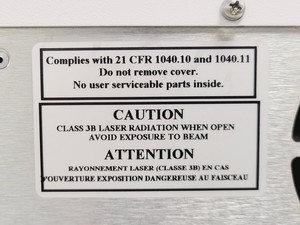 Complies with 21 CFR 1040.10 and 1040.11
Do not remove cover.
No user serviceable parts inside.
CAUTION
CLASS 3B LASER RADIATION WHEN OPEN
AVOID EXPOSURE TO BEAM
ATTENTION
RAYONNEMENT LASER (CLASSE 3B) EN CAS
D'OUVERTURE EXPOSITION DANGEREUSE AU FAISCEAU